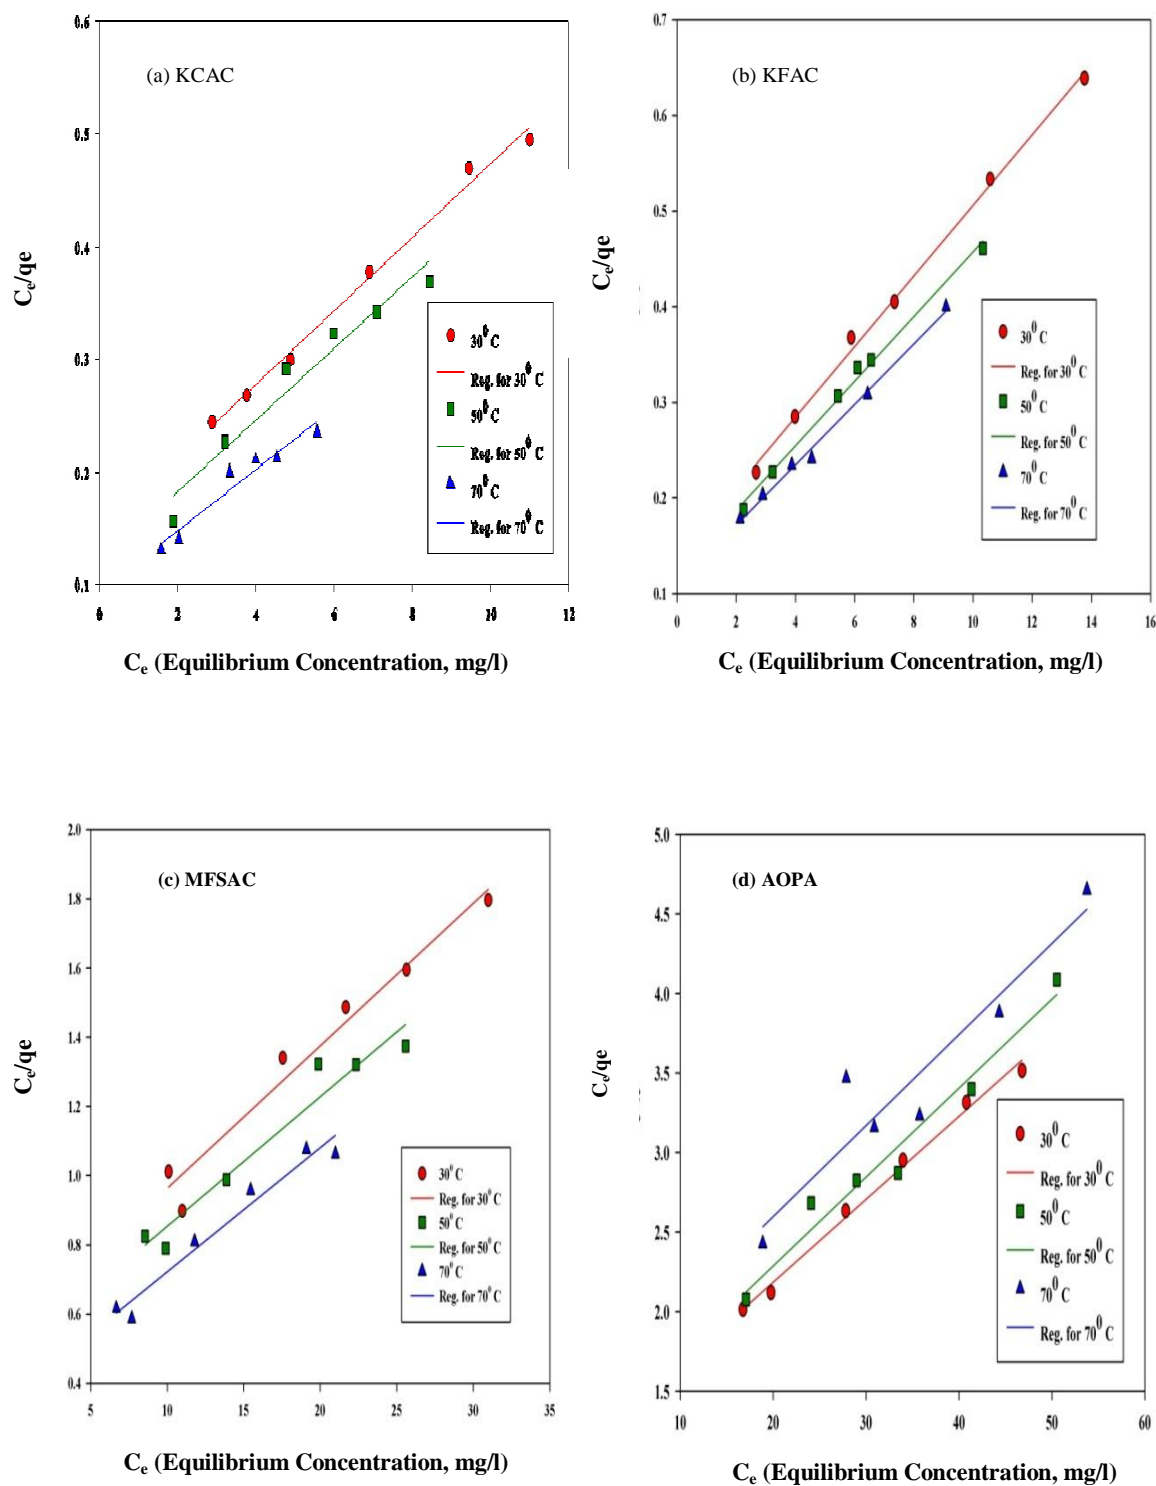 (a) KCAC
0.6
0.5
0.4
0.3
0.2
0.1
0 2 4 6 8 10 12
Ce/qe
30⁰ C
Reg. for 30⁰ C
50⁰ C
Reg. for 50⁰ C
70⁰ C
Reg. for 70⁰ C
Ce (Equilibrium Concentration, mg/l)
(b) KFAC
0.7
0.6
0.5
0.4
0.3
0.2
0.1
0 2 4 6 8 10 12 14 16
Ce/qe
30⁰ C
Reg. for 30⁰ C
50⁰ C
Reg. for 50⁰ C
70⁰ C
Reg. for 70⁰ C
Ce (Equilibrium Concentration, mg/l)
(c) MFSAC
2.0
1.8
1.6
1.4
1.2
1.0
0.8
0.6
0.4
5 10 15 20 25 30 35
Ce/qe
30⁰ C
Reg. for 30⁰ C
50⁰ C
Reg. for 50⁰ C
70⁰ C
Reg. for 70⁰ C
Ce (Equilibrium Concentration, mg/l)
(d) AOPA
5.0
4.5
4.0
3.5
3.0
2.5
2.0
1.5
10 20 30 40 50 60
Ce/qe
30⁰ C
Reg. for 30⁰ C
50⁰ C
Reg. for 50⁰ C
70⁰ C
Reg. for 70⁰ C
Ce (Equilibrium Concentration, mg/l)